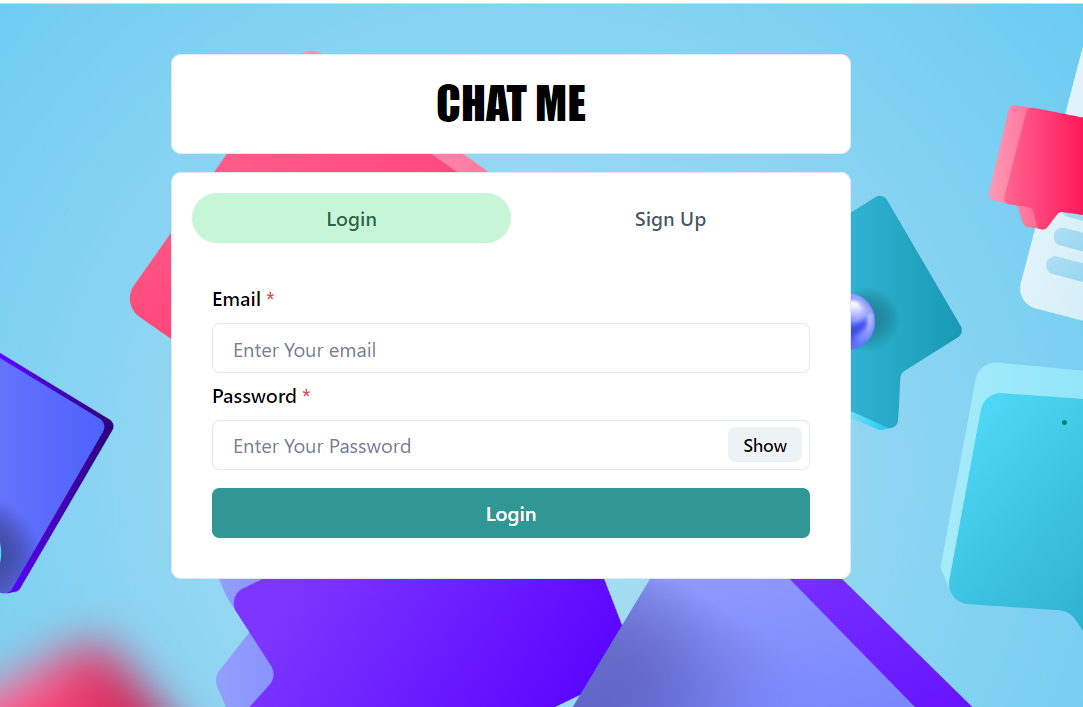 CHAT ME
Login Sign Up
Email *
Enter Your email
Password *
Enter Your Password Show
Login